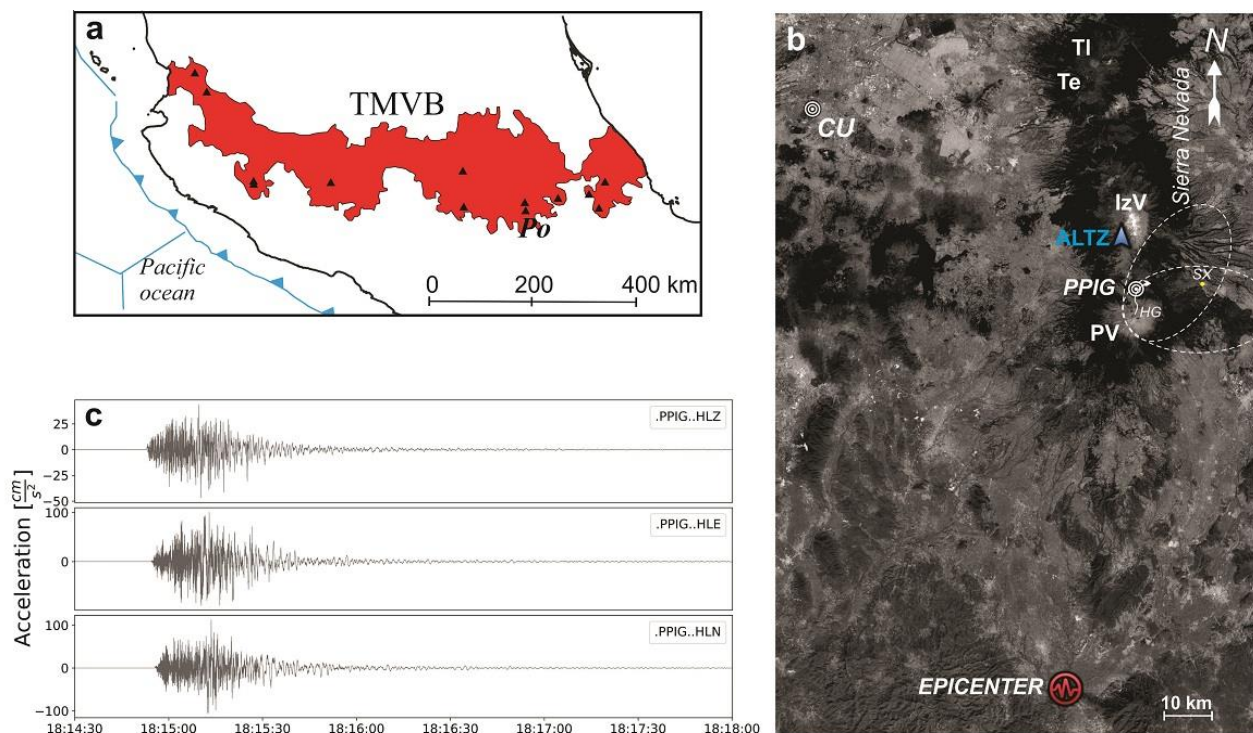 a
TMVB
Po
Pacific
ocean
0 200 400 km
b
Tl
Te
N
CU
Sierra Nevada
IzV
ALTZ
SX
PPIG
HG
PV
EPICENTER
10 km
c
Acceleration [cm/s²]
25
0
−25
−50
.PPIG..HLZ
100
0
.PPIG..HLE
100
0
−100
.PPIG..HLN
18:14:30 18:15:00 18:15:30 18:16:00 18:16:30 18:17:00 18:17:30 18:18:00